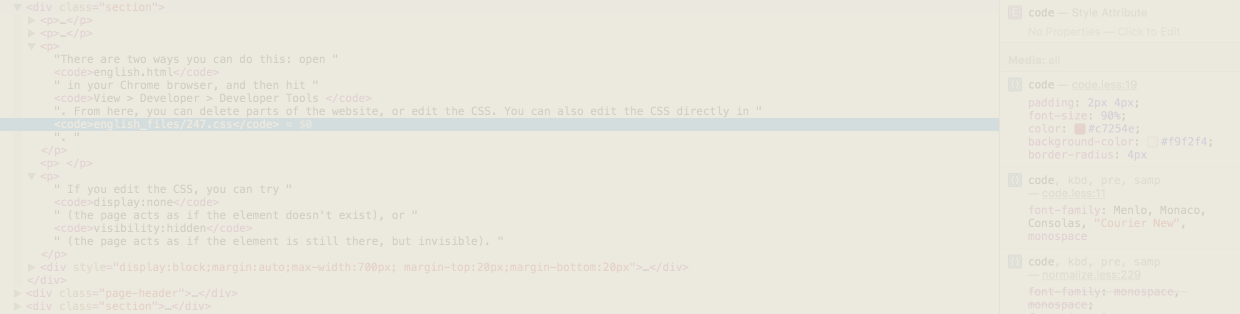 ▼<div class="section">
▶<p>…</p>
▶<p>…</p>
▼<p>
"There are two ways you can do this: open "
<code>english.html</code>
" in your Chrome browser, and then hit "
<code>View > Developer > Developer Tools </code>
". From here, you can delete parts of the website, or edit the CSS. You can also edit the CSS directly in "
<code>english_files/247.css</code> = $0
". "
</p>
<p> </p>
▼<p>
" If you edit the CSS, you can try "
<code>display:none</code>
" (the page acts as if the element doesn't exist), or "
<code>visibility:hidden</code>
" (the page acts as if the element is still there, but invisible). "
</p>
▶<div style="display:block;margin:auto;max-width:700px; margin-top:20px;margin-bottom:20px">…</div>
</div>
▶<div class="page-header">…</div>
▶<div class="section">…</div>
E code — Style Attribute
No Properties — Click to Edit
Media: all
{} code — code.less:19
padding: 2px 4px;
font-size: 90%;
color: #c7254e;
background-color: #f9f2f4;
border-radius: 4px
{} code, kbd, pre, samp
— code.less:11
font-family: Menlo, Monaco,
Consolas, "Courier New",
monospace
{} code, kbd, pre, samp
— normalize.less:229
font-family: monospace,
monospace;